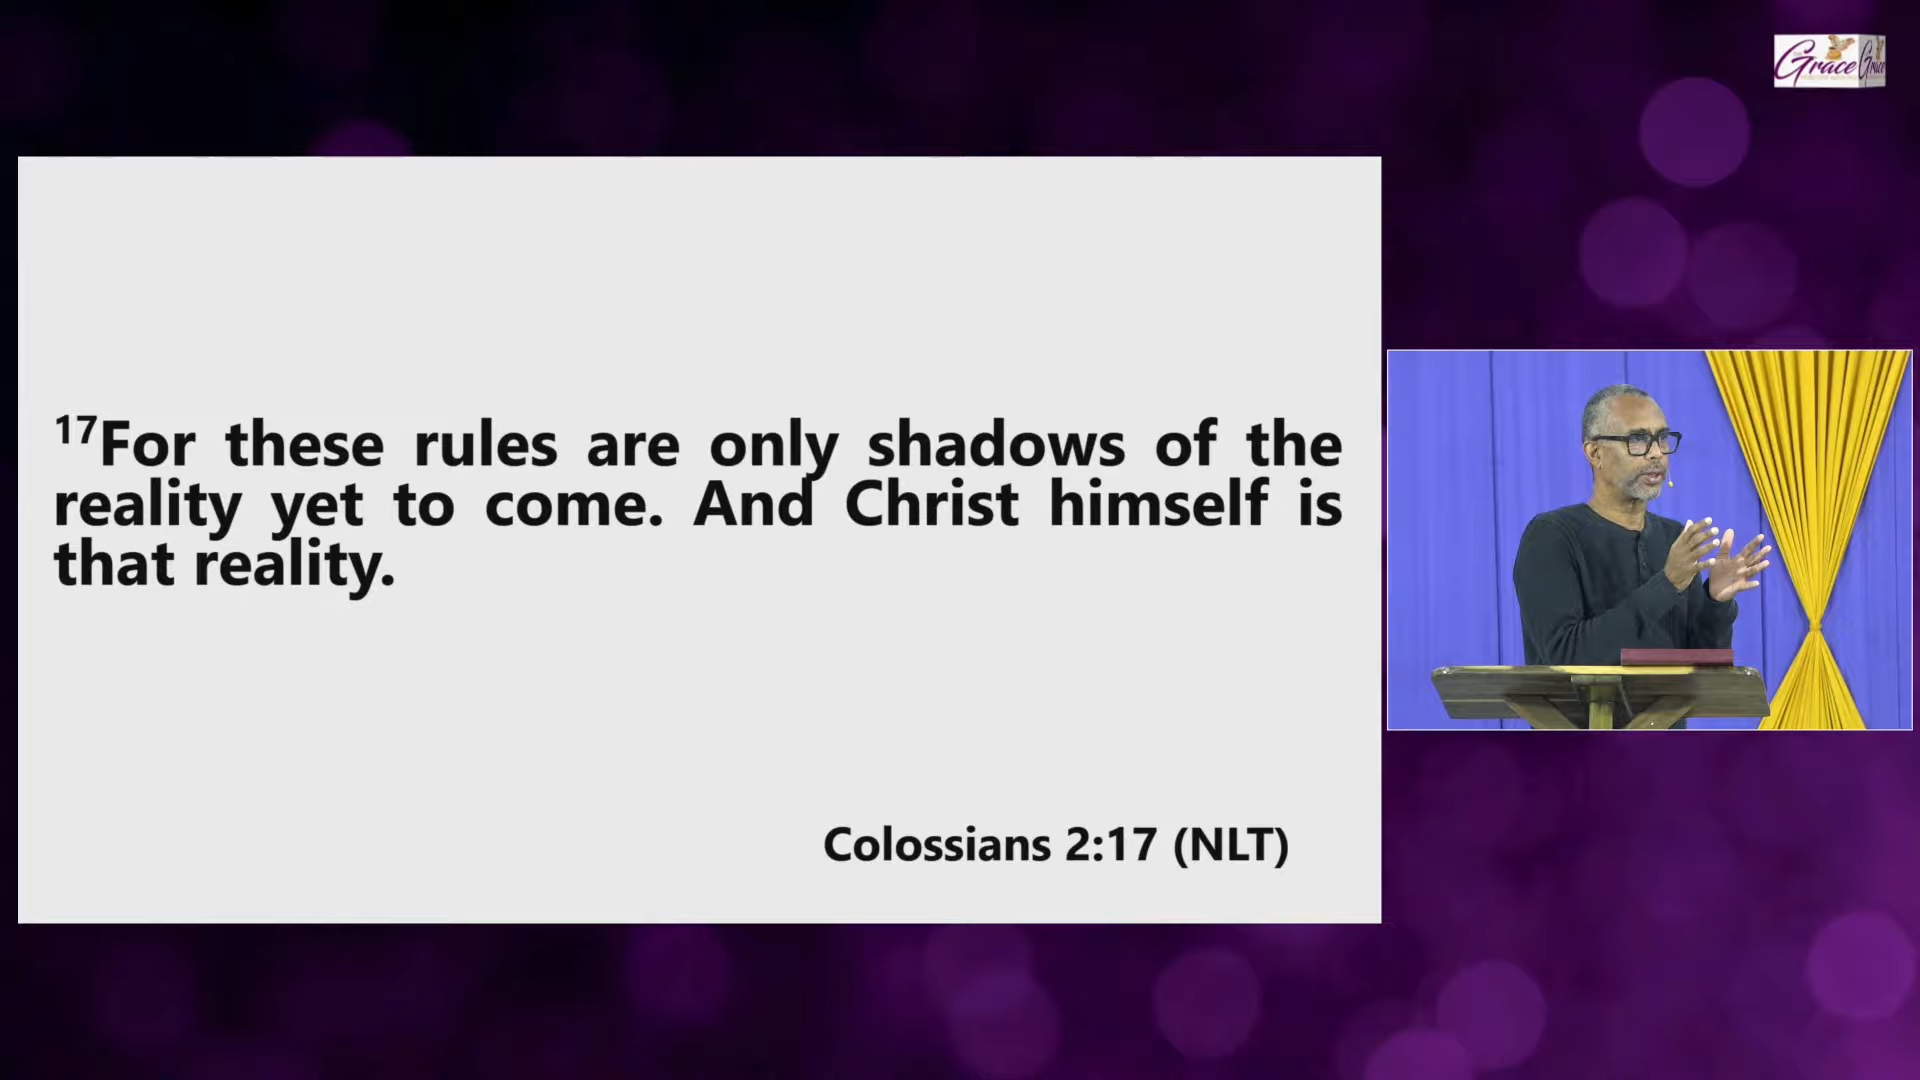 Grace Grace
17For these rules are only shadows of the
reality yet to come. And Christ himself is
that reality.
Colossians 2:17 (NLT)